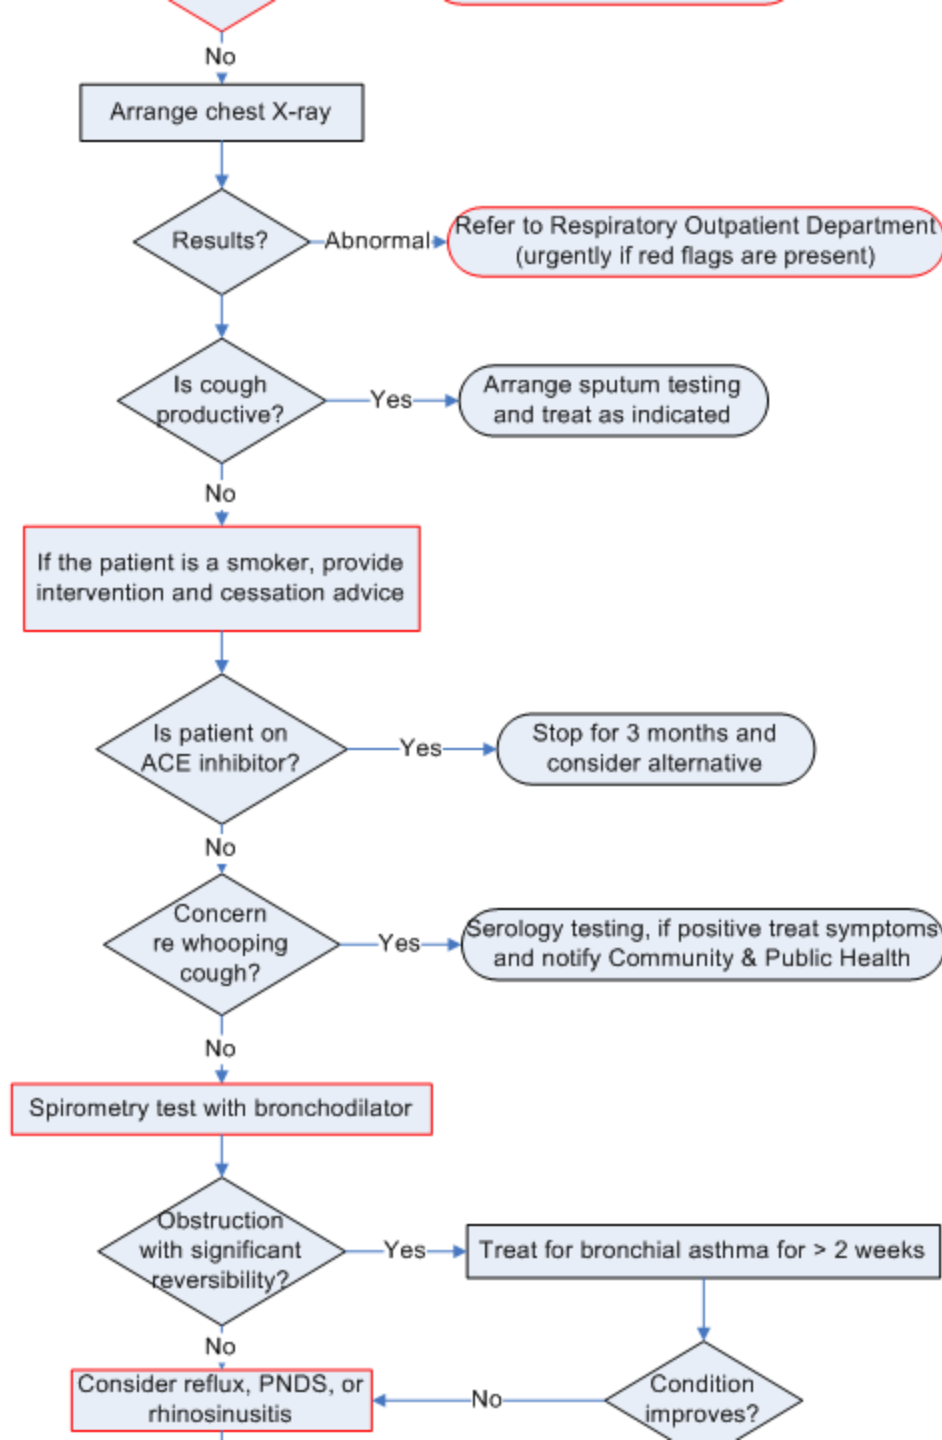 No
Arrange chest X-ray
Results?
Abnormal
Refer to Respiratory Outpatient Department
(urgently if red flags are present)
Is cough
productive?
Yes
Arrange sputum testing
and treat as indicated
No
If the patient is a smoker, provide
intervention and cessation advice
Is patient on
ACE inhibitor?
Yes
Stop for 3 months and
consider alternative
No
Concern
re whooping
cough?
Yes
Serology testing, if positive treat symptoms
and notify Community & Public Health
No
Spirometry test with bronchodilator
Obstruction
with significant
reversibility?
Yes
Treat for bronchial asthma for > 2 weeks
No
Consider reflux, PNDS, or
rhinosinusitis
No
Condition
improves?